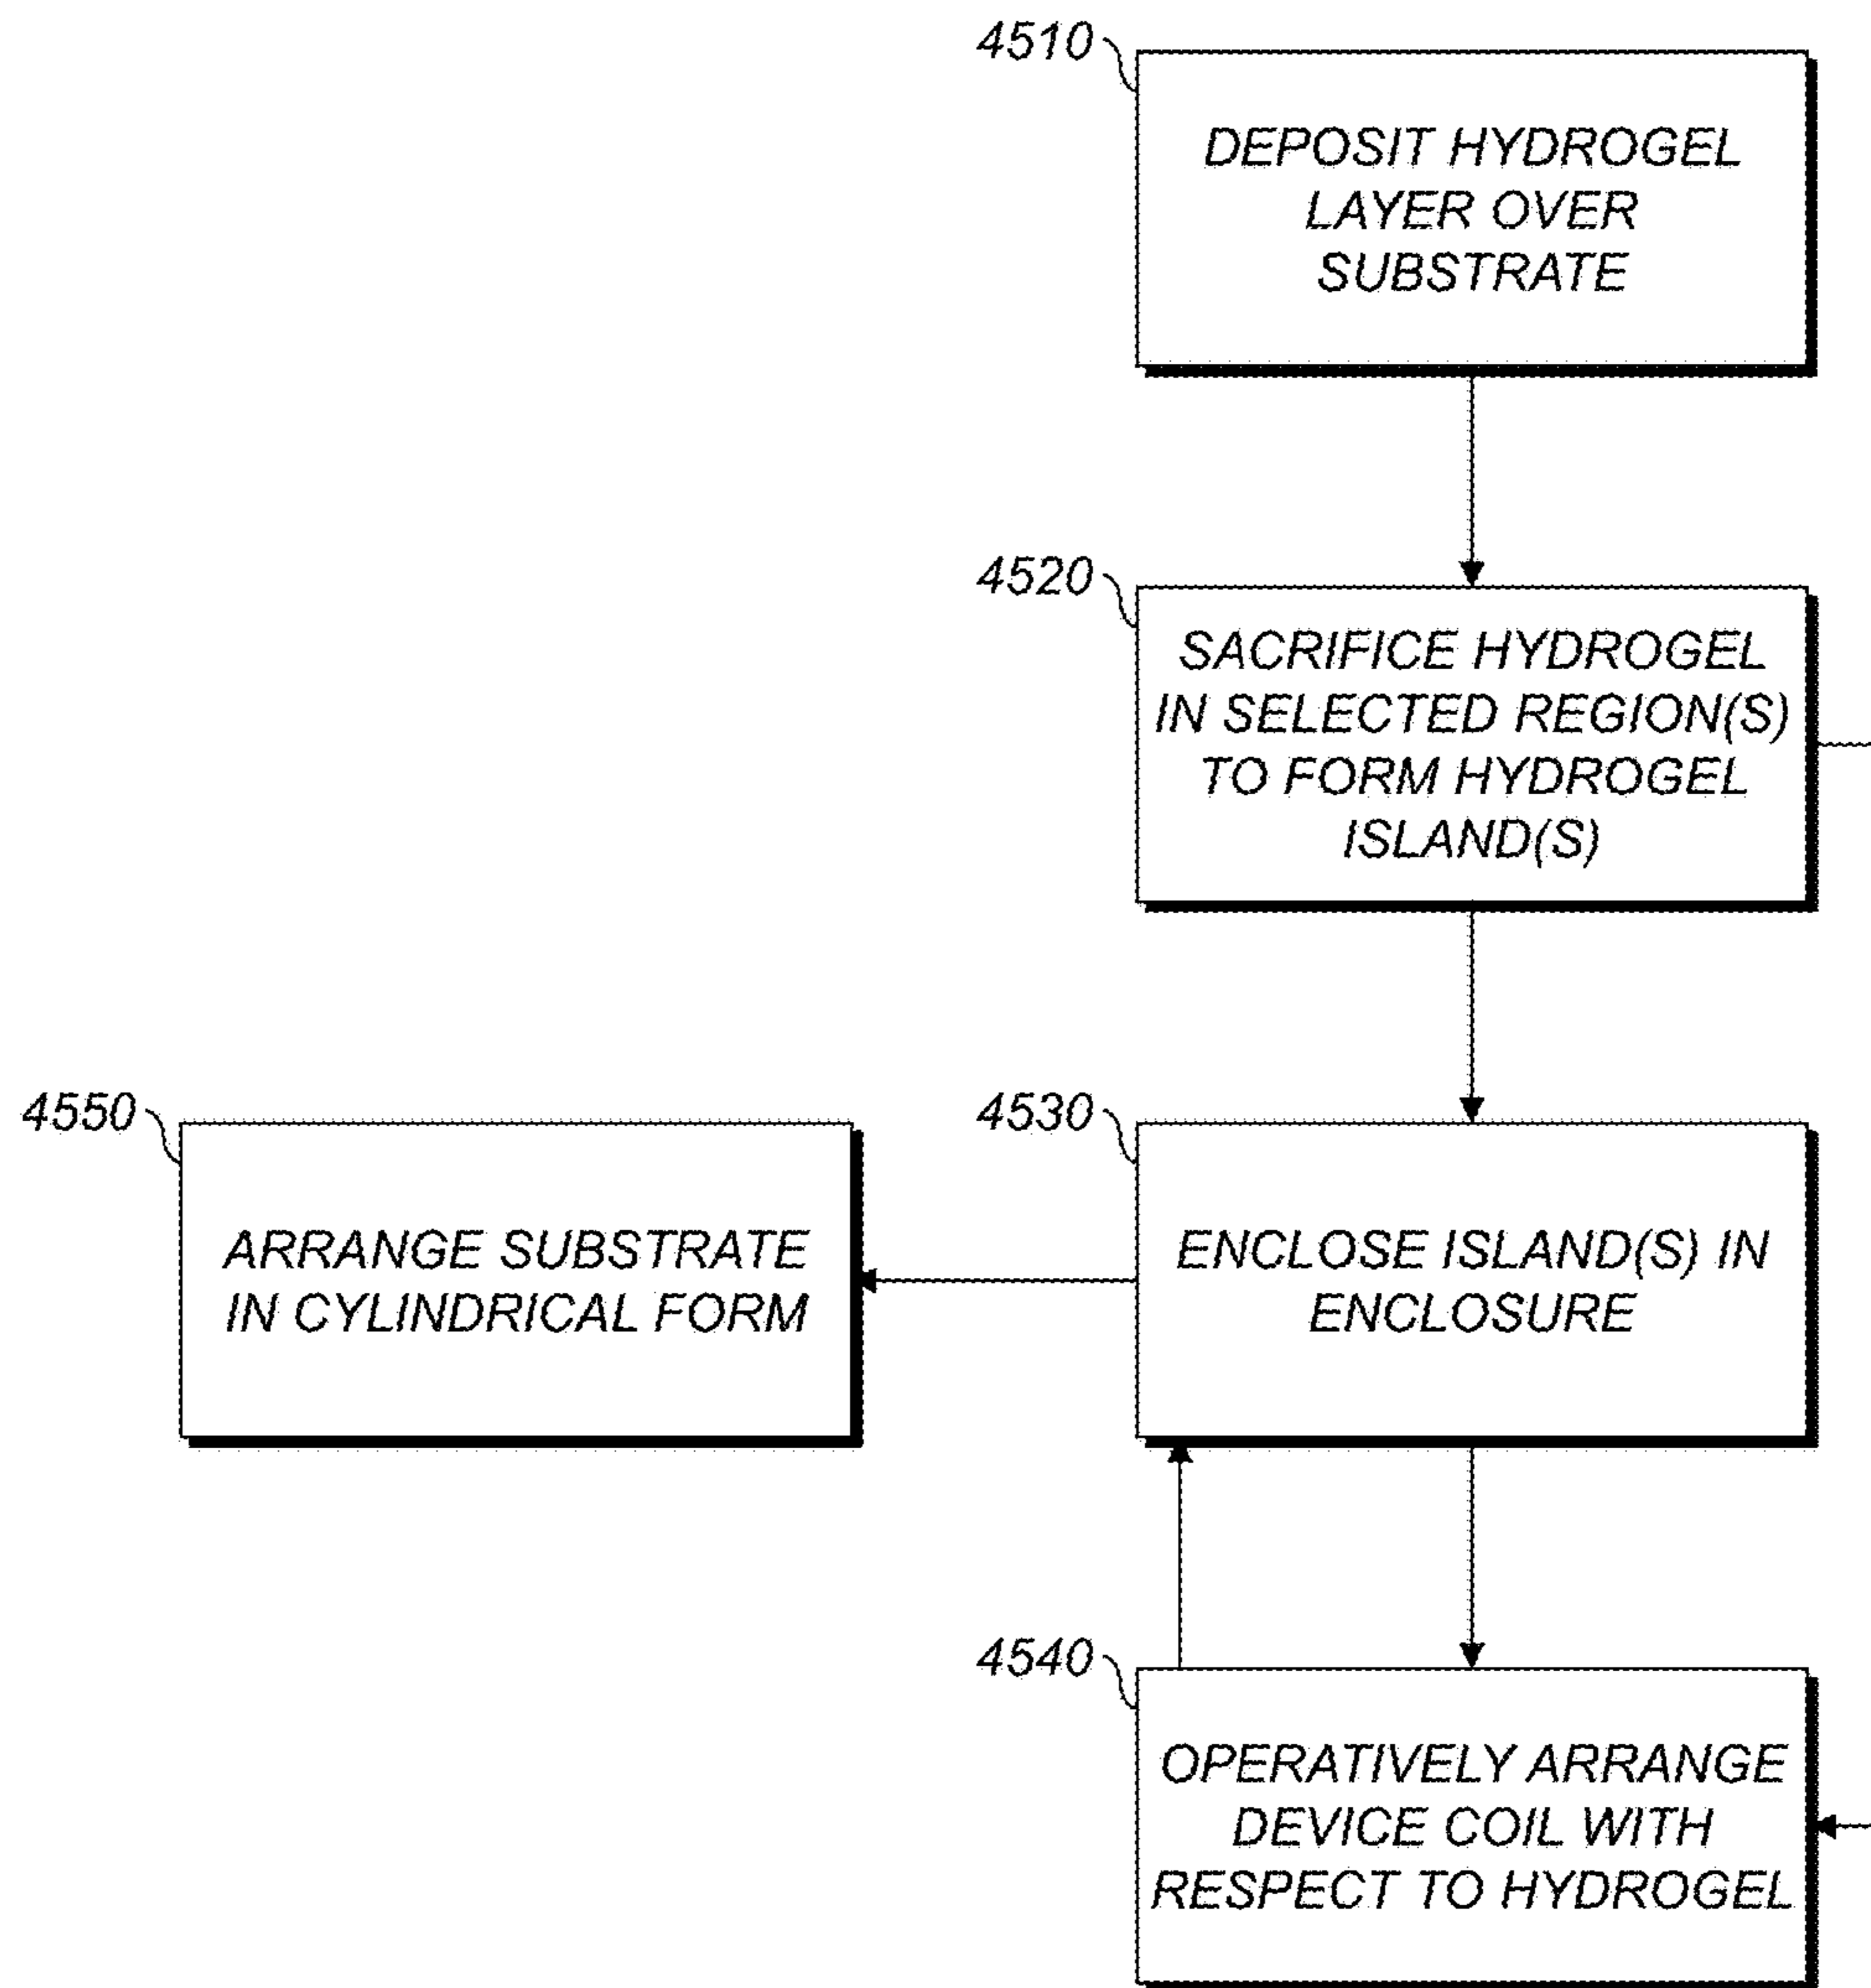 4510
DEPOSIT HYDROGEL
LAYER OVER
SUBSTRATE
4520
SACRIFICE HYDROGEL
IN SELECTED REGION(S)
TO FORM HYDROGEL
ISLAND(S)
4550
ARRANGE SUBSTRATE
IN CYLINDRICAL FORM
4530
ENCLOSE ISLAND(S) IN
ENCLOSURE
4540
OPERATIVELY ARRANGE
DEVICE COIL WITH
RESPECT TO HYDROGEL